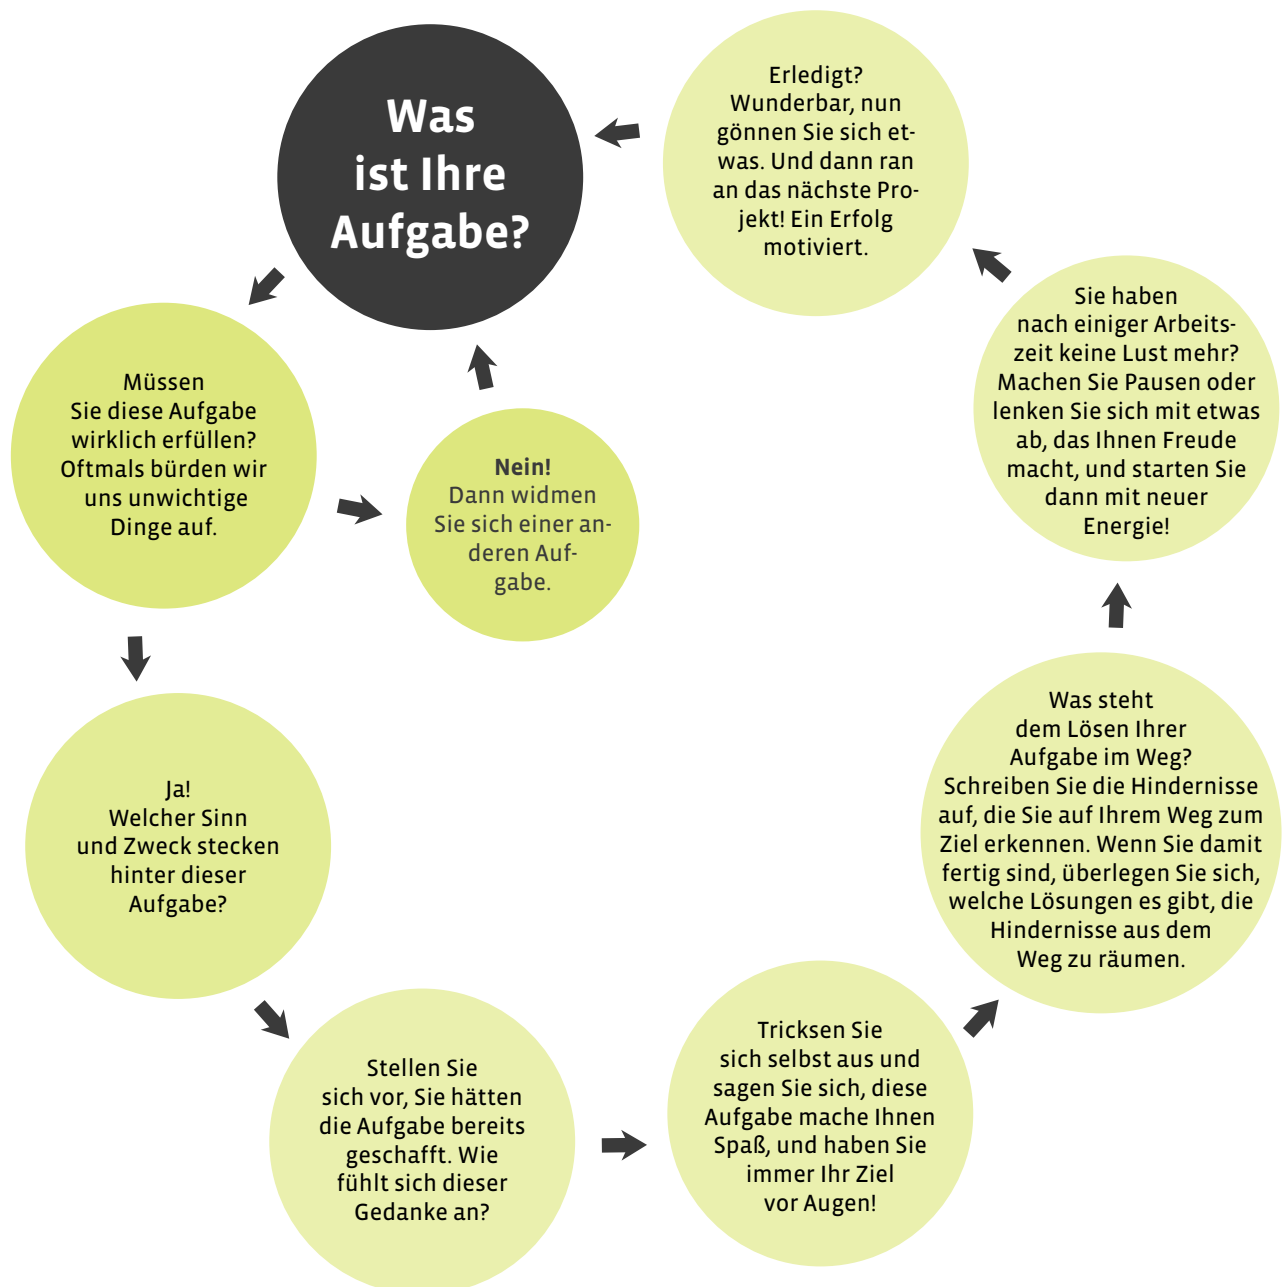 Was
ist Ihre
Aufgabe?
Müssen
Sie diese Aufgabe
wirklich erfüllen?
Oftmals bürden wir
uns unwichtige
Dinge auf.
Nein!
Dann widmen
Sie sich einer an-
deren Auf-
gabe.
Ja!
Welcher Sinn
und Zweck stecken
hinter dieser
Aufgabe?
Stellen Sie
sich vor, Sie hätten
die Aufgabe bereits
geschafft. Wie
fühlt sich dieser
Gedanke an?
Tricksen Sie
sich selbst aus und
sagen Sie sich, diese
Aufgabe mache Ihnen
Spaß, und haben Sie
immer Ihr Ziel
vor Augen!
Was steht
dem Lösen Ihrer
Aufgabe im Weg?
Schreiben Sie die Hindernisse
auf, die Sie auf Ihrem Weg zum
Ziel erkennen. Wenn Sie damit
fertig sind, überlegen Sie sich,
welche Lösungen es gibt, die
Hindernisse aus dem
Weg zu räumen.
Sie haben
nach einiger Arbeits-
zeit keine Lust mehr?
Machen Sie Pausen oder
lenken Sie sich mit etwas
ab, das Ihnen Freude
macht, und starten Sie
dann mit neuer
Energie!
Erledigt?
Wunderbar, nun
gönnen Sie sich et-
was. Und dann ran
an das nächste Pro-
jekt! Ein Erfolg
motiviert.